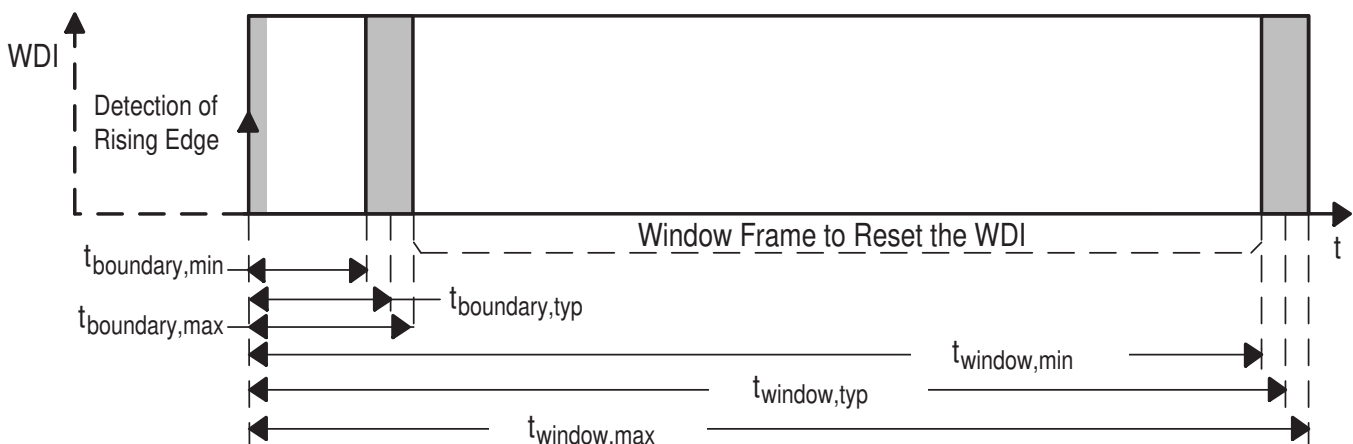 WDI
Detection of
Rising Edge
Window Frame to Reset the WDI
t
tboundary,min
tboundary,typ
tboundary,max
twindow,min
twindow,typ
twindow,max